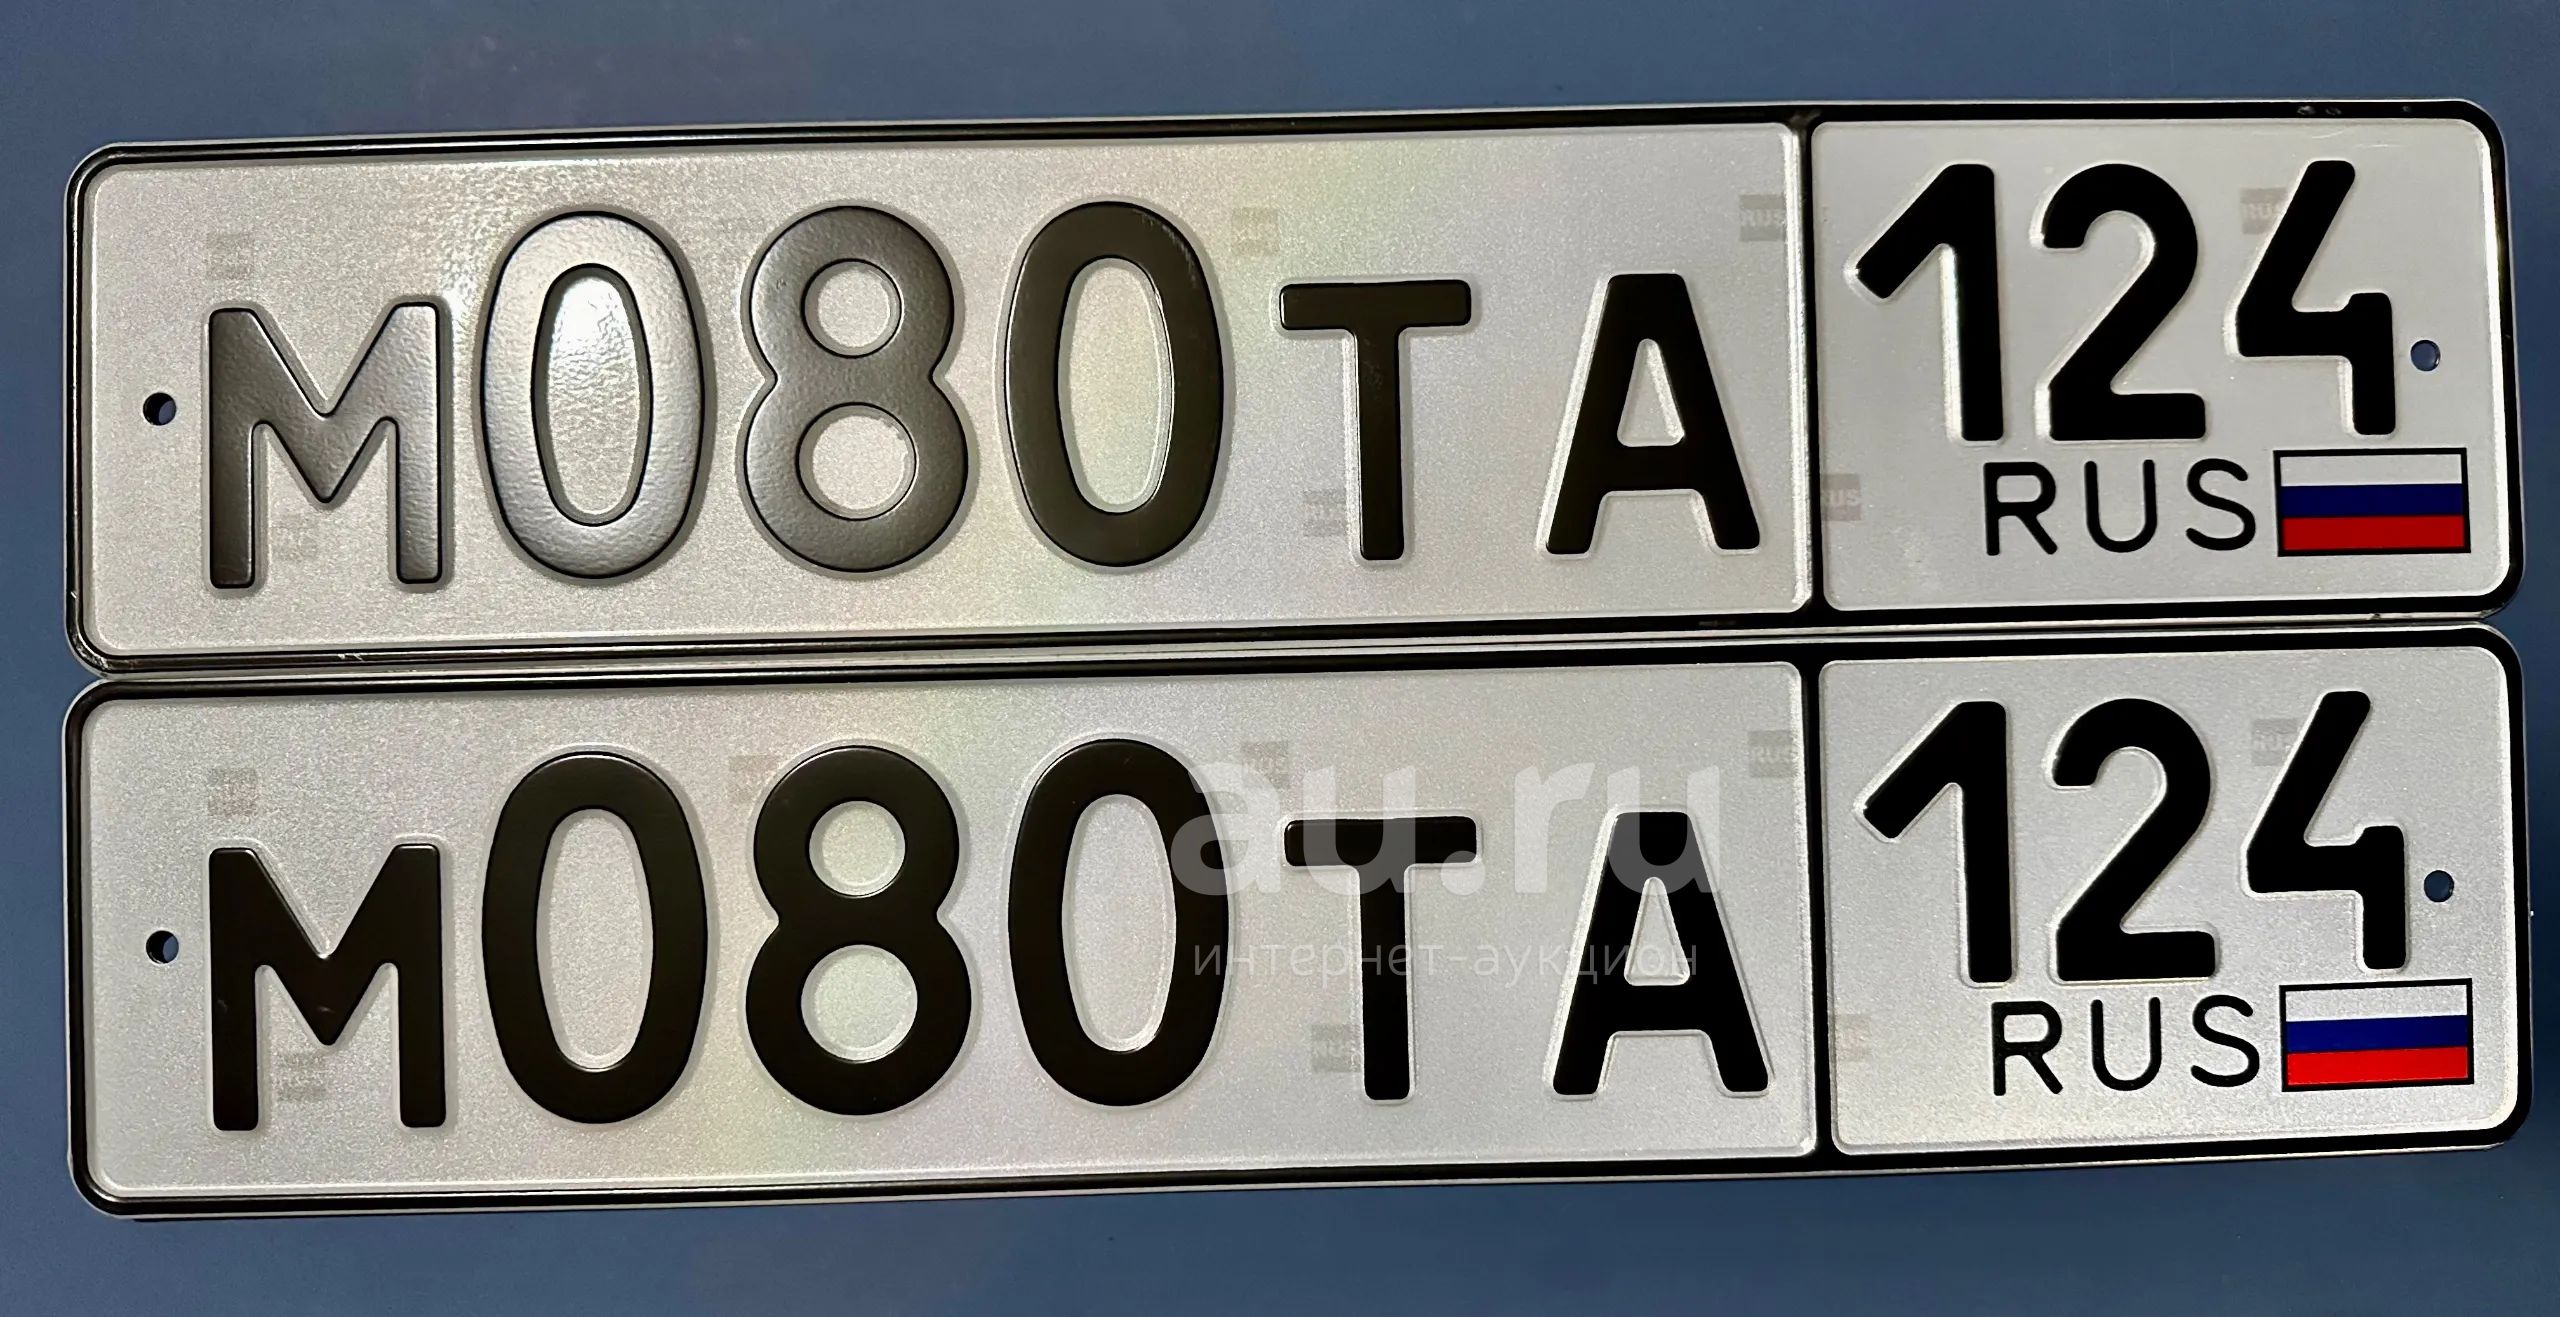 М080ТА 124
RUS
М080ТА 124
RUS
au.ru
интернет-аукцион